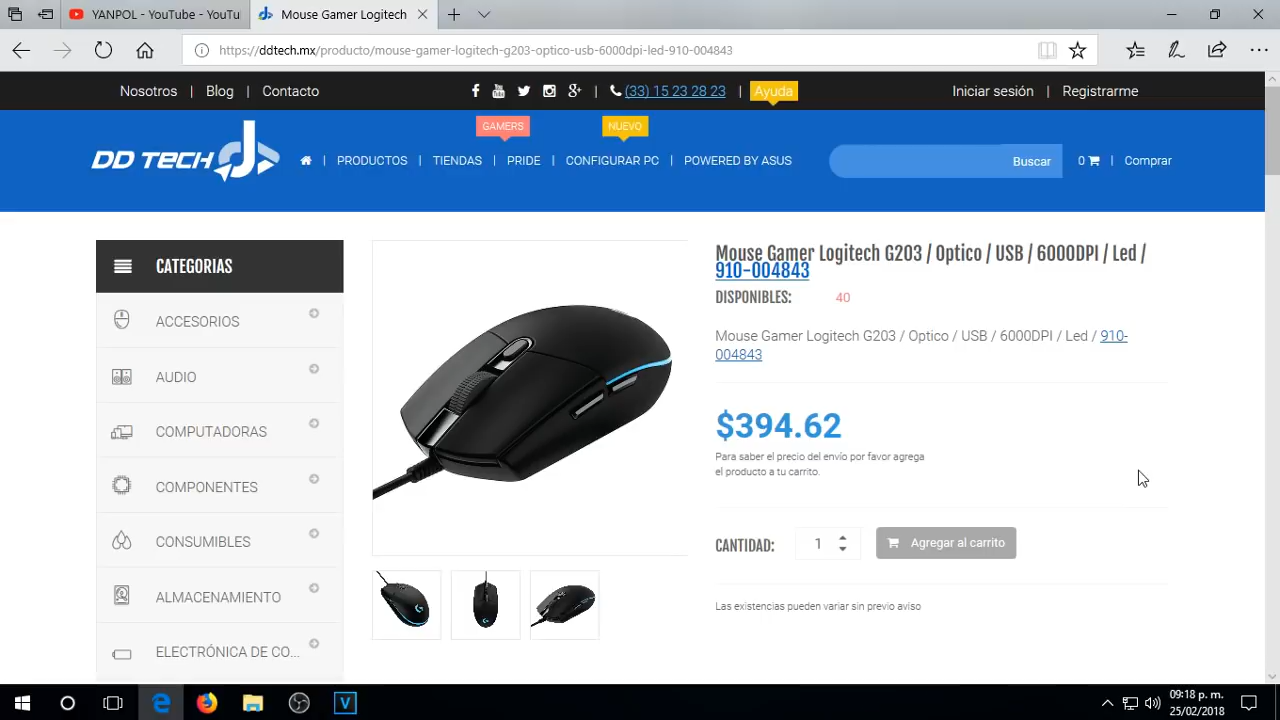 YANPOL - YouTube - YouTu
Mouse Gamer Logitech
https://ddtech.mx/producto/mouse-gamer-logitech-g203-optico-usb-6000dpi-led-910-004843
Nosotros | Blog | Contacto
(33) 15 23 28 23 | Ayuda
Iniciar sesión | Registrarme
GAMERS
NUEVO
DD TECH
PRODUCTOS | TIENDAS | PRIDE | CONFIGURAR PC | POWERED BY ASUS
Buscar
0 | Comprar
CATEGORIAS
ACCESORIOS
AUDIO
COMPUTADORAS
COMPONENTES
CONSUMIBLES
ALMACENAMIENTO
ELECTRÓNICA DE CO...
Mouse Gamer Logitech G203 / Optico / USB / 6000DPI / Led /
910-004843
DISPONIBLES: 40
Mouse Gamer Logitech G203 / Optico / USB / 6000DPI / Led / 910-
004843
$394.62
Para saber el precio del envío por favor agrega
el producto a tu carrito.
CANTIDAD: 1 Agregar al carrito
Las existencias pueden variar sin previo aviso
09:18 p. m.
25/02/2018